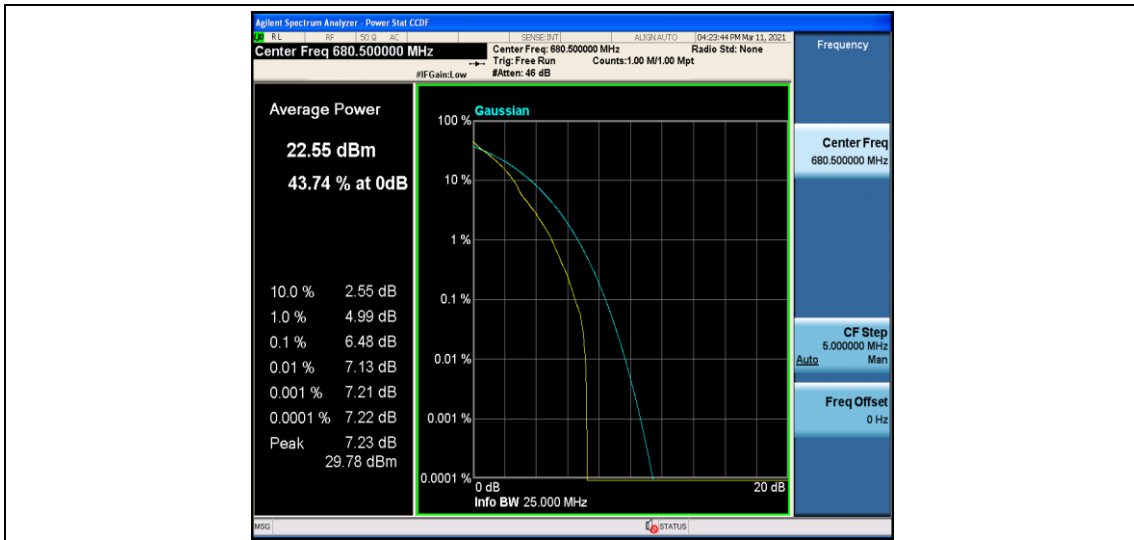 Agilent Spectrum Analyzer - Power Stat CCDF
LXI RL RF 50 Ω AC SENSE:INT ALIGN AUTO 04:23:44 PM Mar 11, 2021
Center Freq 680.500000 MHz
Center Freq: 680.500000 MHz Radio Std: None
Trig: Free Run Counts:1.00 M/1.00 Mpt
#IFGain:Low #Atten: 46 dB
Frequency
Average Power
22.55 dBm
43.74 % at 0dB
10.0 % 2.55 dB
1.0 % 4.99 dB
0.1 % 6.48 dB
0.01 % 7.13 dB
0.001 % 7.21 dB
0.0001 % 7.22 dB
Peak 7.23 dB
29.78 dBm
Gaussian
100 %
10 %
1 %
0.1 %
0.01 %
0.001 %
0.0001 %
0 dB 20 dB
Info BW 25.000 MHz
Center Freq
680.500000 MHz
CF Step
5.000000 MHz
Auto Man
Freq Offset
0 Hz
MSG STATUS